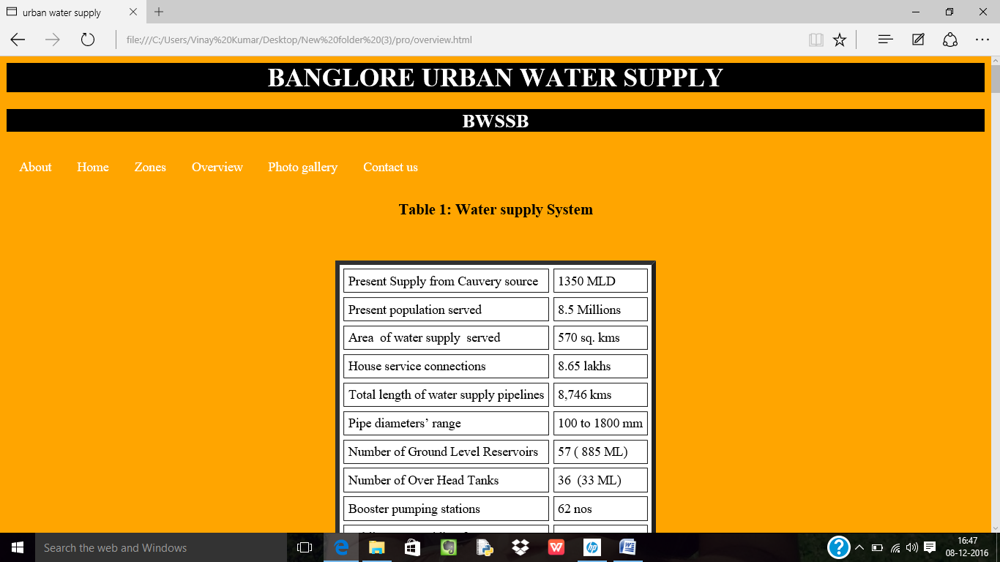 urban water supply
file:///C:/Users/Vinay%20Kumar/Desktop/New%20folder%20(3)/pro/overview.html
BANGLORE URBAN WATER SUPPLY
BWSSB
About Home Zones Overview Photo gallery Contact us
Table 1: Water supply System
Present Supply from Cauvery source 1350 MLD
Present population served 8.5 Millions
Area of water supply served 570 sq. kms
House service connections 8.65 lakhs
Total length of water supply pipelines 8,746 kms
Pipe diameters’ range 100 to 1800 mm
Number of Ground Level Reservoirs 57 ( 885 ML)
Number of Over Head Tanks 36 (33 ML)
Booster pumping stations 62 nos
Search the web and Windows
16:47
08-12-2016